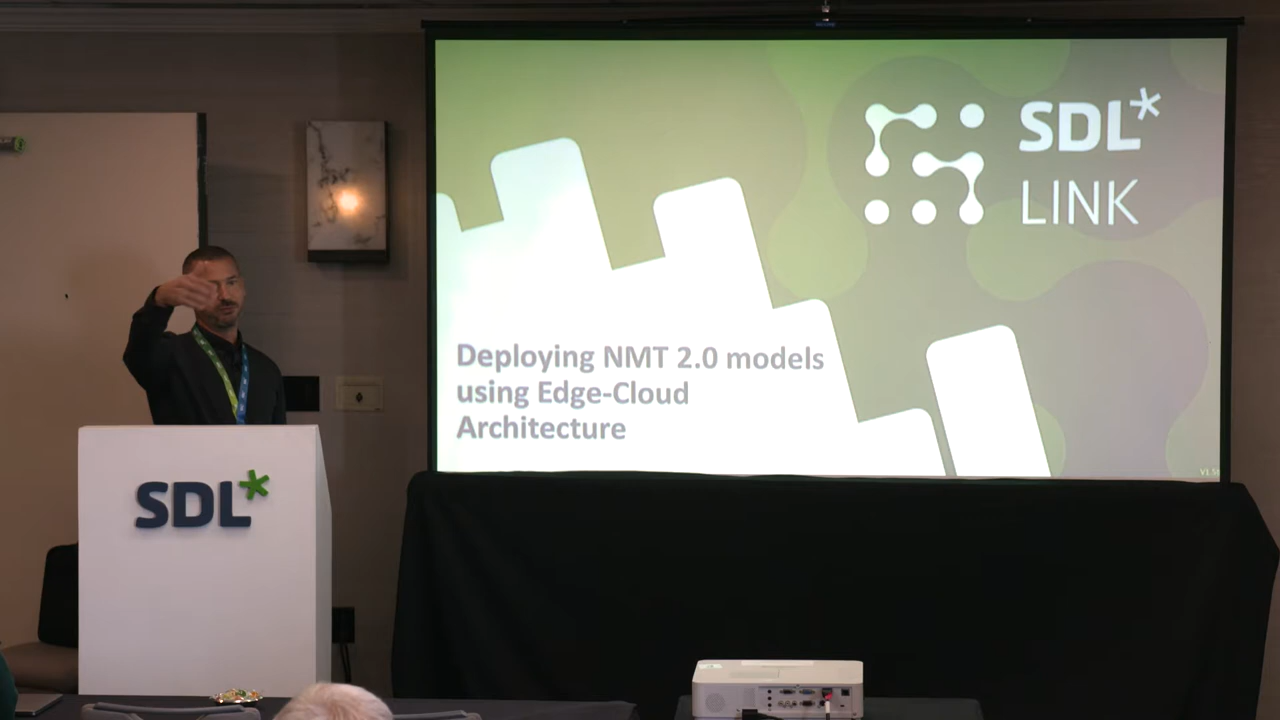 SDL*
LINK
Deploying NMT 2.0 models
using Edge-Cloud
Architecture
SDL*